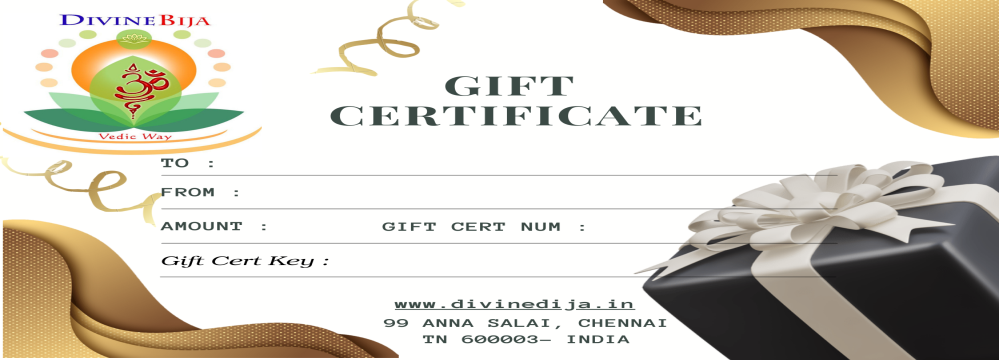 DIVINEBIJA
ॐ
Vedic Way
GIFT
CERTIFICATE
TO :
FROM :
AMOUNT : GIFT CERT NUM :
Gift Cert Key :
www.divinedija.in
99 ANNA SALAI, CHENNAI
TN 600003– INDIA